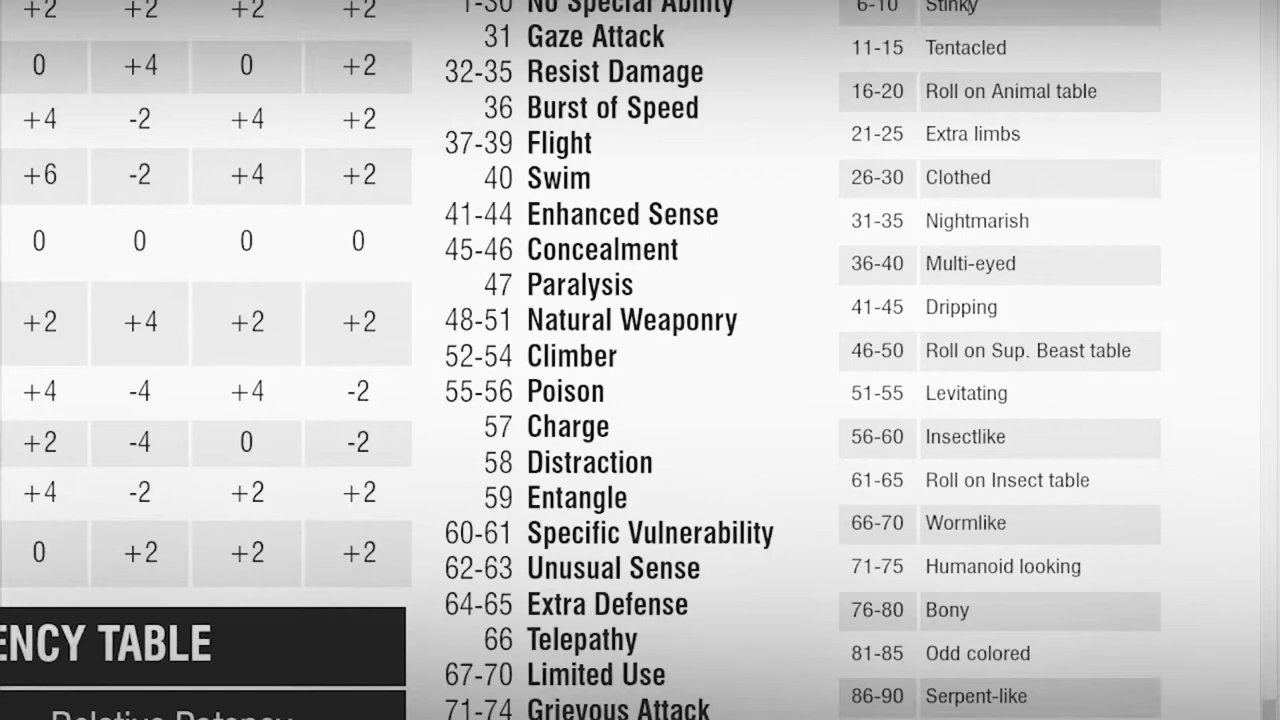 +2 +2 +2 +2
0 +4 0 +2
+4 -2 +4 +2
+6 -2 +4 +2
0 0 0 0
+2 +4 +2 +2
+4 -4 +4 -2
+2 -4 0 -2
+4 -2 +2 +2
0 +2 +2 +2
ENCY TABLE
Relative Potency
1-30 No Special Ability
31 Gaze Attack
32-35 Resist Damage
36 Burst of Speed
37-39 Flight
40 Swim
41-44 Enhanced Sense
45-46 Concealment
47 Paralysis
48-51 Natural Weaponry
52-54 Climber
55-56 Poison
57 Charge
58 Distraction
59 Entangle
60-61 Specific Vulnerability
62-63 Unusual Sense
64-65 Extra Defense
66 Telepathy
67-70 Limited Use
71-74 Grievous Attack
6-10 Stinky
11-15 Tentacled
16-20 Roll on Animal table
21-25 Extra limbs
26-30 Clothed
31-35 Nightmarish
36-40 Multi-eyed
41-45 Dripping
46-50 Roll on Sup. Beast table
51-55 Levitating
56-60 Insectlike
61-65 Roll on Insect table
66-70 Wormlike
71-75 Humanoid looking
76-80 Bony
81-85 Odd colored
86-90 Serpent-like